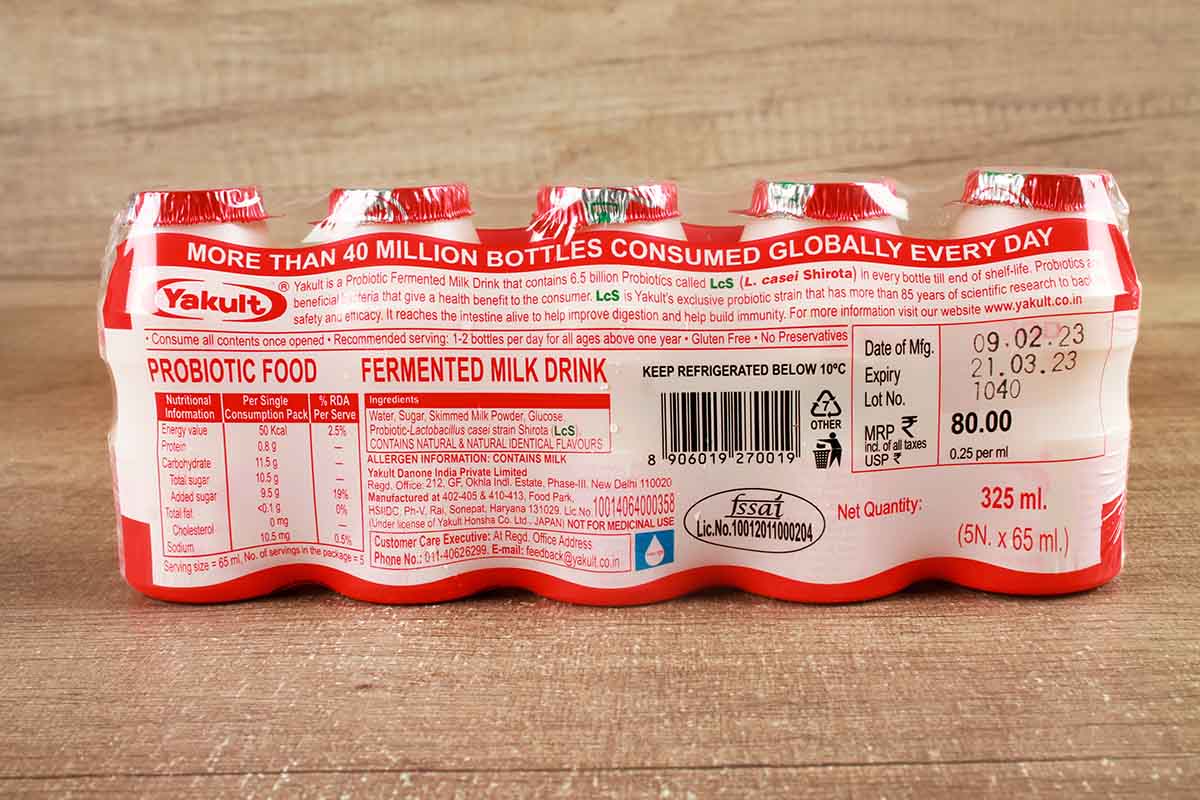 MORE THAN 40 MILLION BOTTLES CONSUMED GLOBALLY EVERY DAY
Yakult®
Yakult is a Probiotic Fermented Milk Drink that contains 6.5 billion Probiotics called LcS (L. casei Shirota) in every bottle till end of shelf-life. Probiotics
beneficial that give a health benefit to the consumer. LcS is Yakult's exclusive probiotic strain that has more than 85 years of scientific research to back
safety and efficacy. It reaches the intestine alive to help improve digestion and help build immunity. For more information visit our website www.yakult.co.in
• Consume all contents once opened • Recommended serving: 1-2 bottles per day for all ages above one year • Gluten Free • No Preservatives
PROBIOTIC FOOD
Nutritional Information Per Single Consumption Pack % RDA Per Serve
Energy value 50 Kcal 2.5%
Protein 0.8 g —
Carbohydrate 11.5 g —
Total sugar 10.5 g —
Added sugar 9.5 g 19%
Total fat <0.1 g 0%
Cholesterol 0 mg —
Sodium 10.5 mg 0.5%
Serving size = 65 ml, No. of servings in the package = 5
FERMENTED MILK DRINK
Ingredients
Water, Sugar, Skimmed Milk Powder, Glucose
Probiotic-Lactobacillus casei strain Shirota (LcS)
CONTAINS NATURAL & NATURAL IDENTICAL FLAVOURS
ALLERGEN INFORMATION: CONTAINS MILK
Yakult Danone India Private Limited
Regd. Office: 212, GF, Okhla Indl. Estate, Phase-III. New Delhi 110020
Manufactured at 402-405 & 410-413, Food Park,
HSIIDC, Ph-V, Rai, Sonepat, Haryana 131029. Lic.No.10014064000358
(Under license of Yakult Honsha Co. Ltd., JAPAN) NOT FOR MEDICINAL USE
Customer Care Executive: At Regd. Office Address
Phone No.: 011-40626299. E-mail: feedback@yakult.co.in
KEEP REFRIGERATED BELOW 10ºC
8 906019 270019
7
OTHER
fssai
Lic.No.10012011000204
Date of Mfg. 09.02.23
Expiry 21.03.23
Lot No. 1040
MRP ₹ 80.00
incl. of all taxes
USP ₹ 0.25 per ml
Net Quantity: 325 ml.
(5N. x 65 ml.)